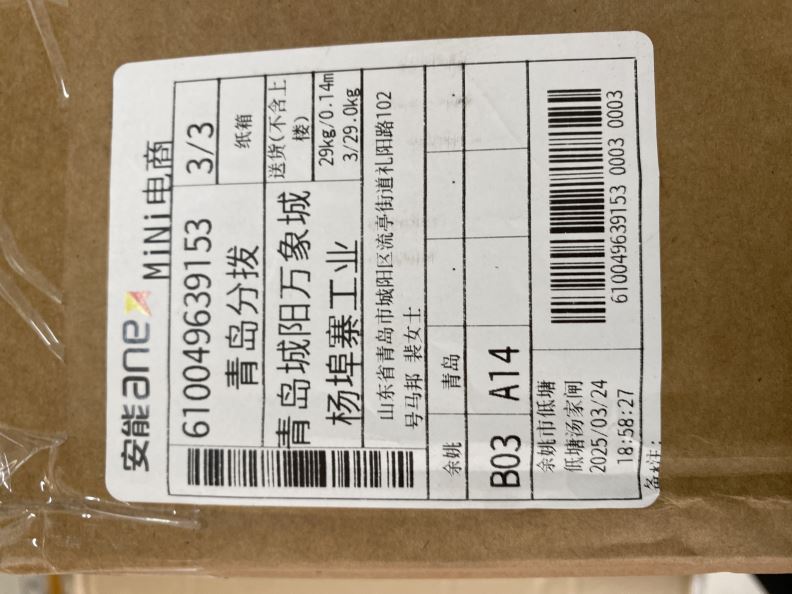 安能ane MiNi电商
610049639153
3/3
青岛分拨
纸箱
青岛城阳万象城
送货(不含上
楼)
杨埠寨工业
29kg/0.14m
3/29.0kg
山东省青岛市城阳区流亭街道礼阳路102
号马邦 裴女士
余姚 青岛
B03 A14
余姚市低塘
低塘汤家闸
2025/03/24
18:58:27
610049639153 0003 0003
备注: